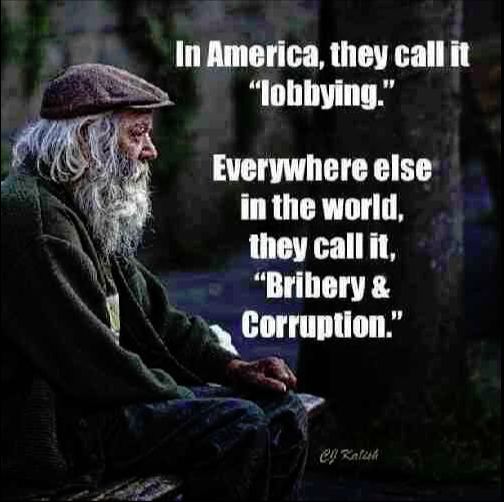 In America, they call it
“lobbying.”
Everywhere else
in the world,
they call it,
“Bribery &
Corruption.”
CJ Kalish